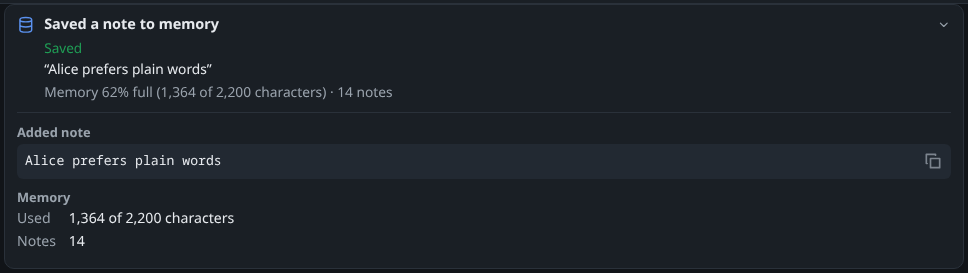 Saved a note to memory
Saved
“Alice prefers plain words”
Memory 62% full (1,364 of 2,200 characters) · 14 notes
Added note
Alice prefers plain words
Memory
Used 1,364 of 2,200 characters
Notes 14